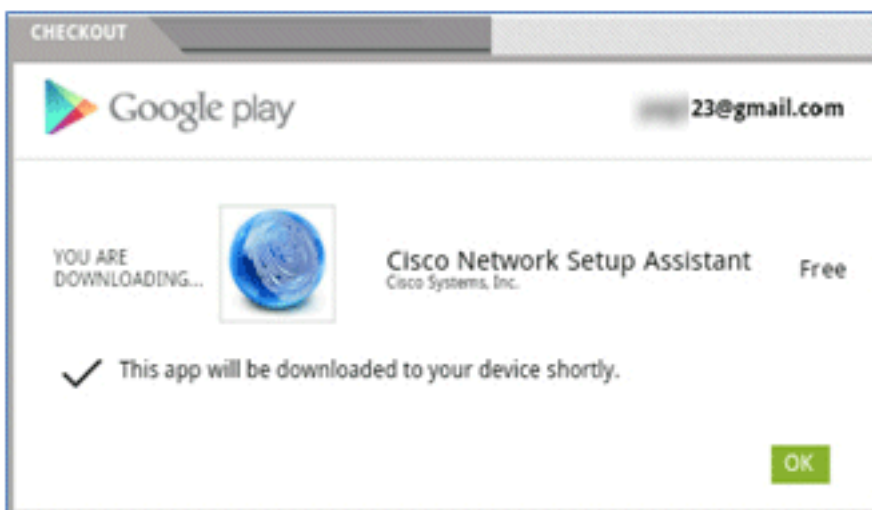 CHECKOUT
Google play
23@gmail.com
YOU ARE
DOWNLOADING...
Cisco Network Setup Assistant
Cisco Systems, Inc.
Free
This app will be downloaded to your device shortly.
OK